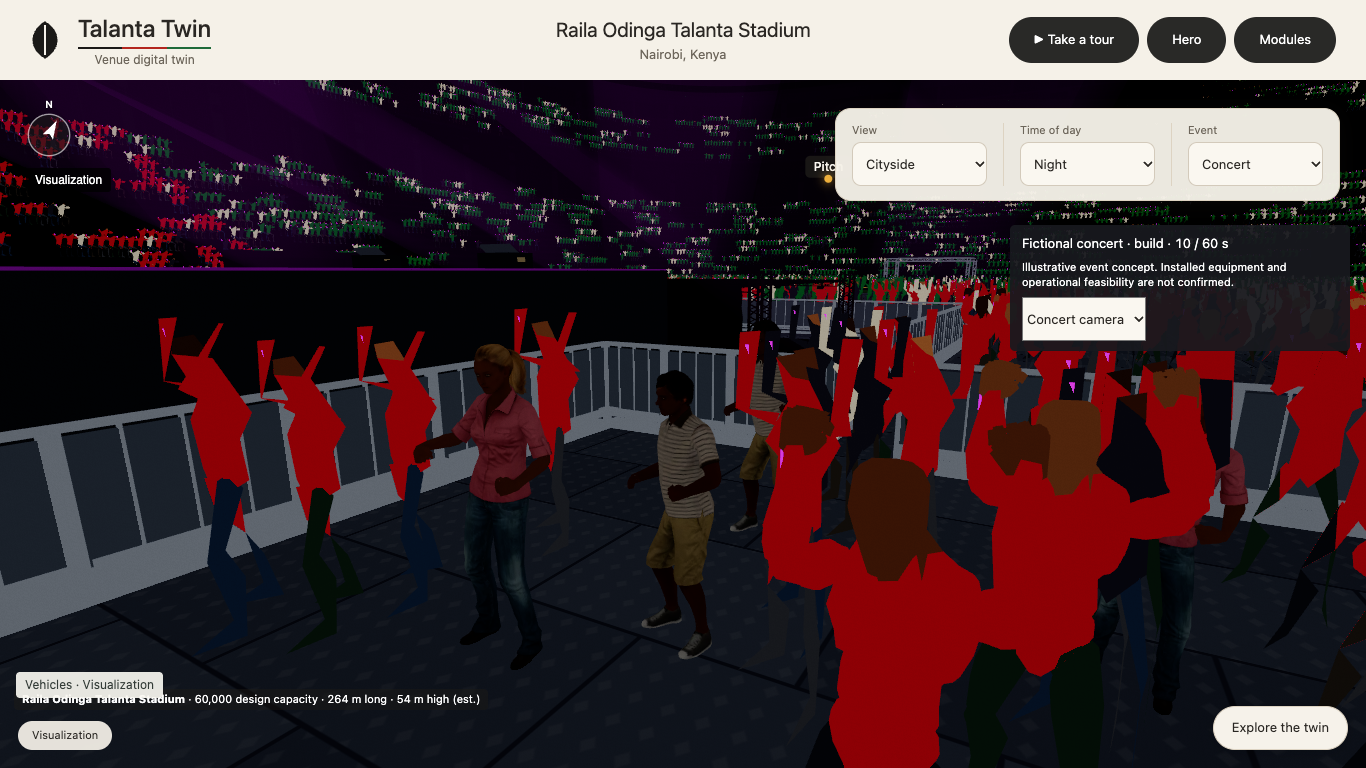 Talanta Twin
Venue digital twin
Raila Odinga Talanta Stadium
Nairobi, Kenya
Take a tour
Hero
Modules
N
Visualization
Pitc
View
Cityside
Time of day
Night
Event
Concert
Fictional concert · build · 10 / 60 s
Illustrative event concept. Installed equipment and
operational feasibility are not confirmed.
Concert camera
Vehicles · Visualization
Raila Odinga Talanta Stadium · 60,000 design capacity · 264 m long · 54 m high (est.)
Visualization
Explore the twin